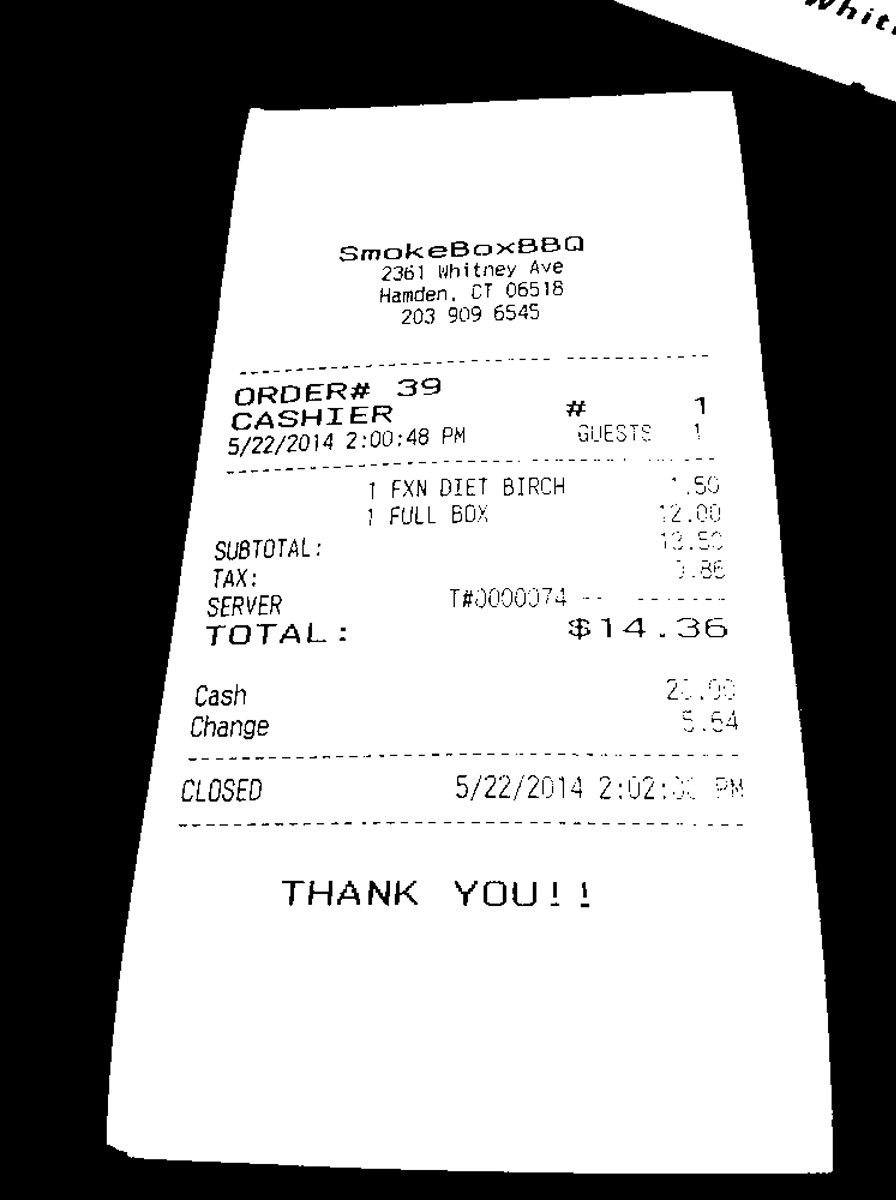 Whit
SmokeBoxBBQ
2361 Whitney Ave
Hamden, CT 06518
203 909 6545
ORDER# 39
CASHIER # 1
5/22/2014 2:00:48 PM GUESTS 1
1 FXN DIET BIRCH 1.50
1 FULL BOX 12.00
SUBTOTAL: 13.50
TAX: 0.86
SERVER T#0000074
TOTAL: $14.36
Cash 20.00
Change 5.64
CLOSED 5/22/2014 PM
THANK YOU!!